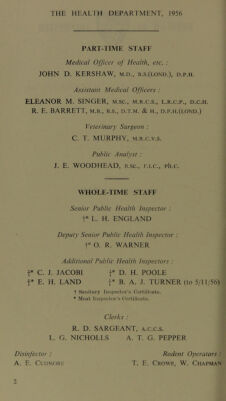 THE HEALTH DEPARTMENT, 1956
PART-TIME STAFF
Medical Officer of Health, etc. :
JOHN D. KERSHAW, M.D., B.S.(LOND.), D.P.H.
Assistant Medical Officers :
ELEANOR M. SINGER, M.SC., M.R.C.S., L.R.C.P., D.C.H.
R. E. BARRETT, M.B., B.S., D.T.M. & H., D.P.H.(LOND.)
Veterinary Surgeon :
C. T. MURPHY, M.R.C.V.S.
Public Analyst :
J. E. WOODHEAD, B.SC., F.I.C., Ph.C.
WHOLE-TIME STAFF
Senior Public Health Inspector :
†* L. H. ENGLAND
Deputy Senior Public Health Inspector :
†* O. R. WARNER
Additional Public Health Inspectors :
†* C. J. JACOBI †* D. H. POOLE
†* E. H. LAND †* B. A. J. TURNER (to 5/11/56)
† Sanitary Inspector's Certificate.
* Meat Inspector's Certificate.
Clerks :
R. D. SARGEANT, A.C.C.S.
L. G. NICHOLLS A. T. G. PEPPER
Disinfector : Rodent Operators :
A. E. CUDMORE T. E. CROWE, W. CHAPMAN
2